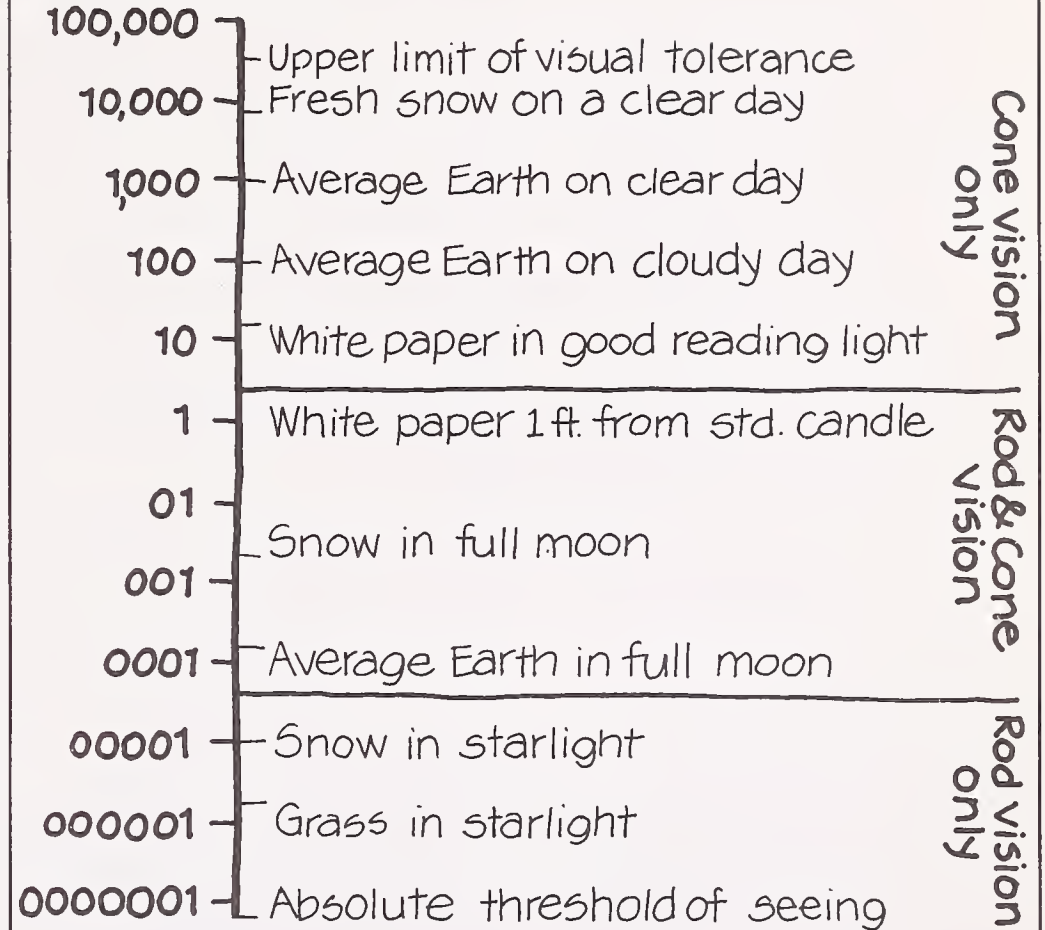 100,000
Upper limit of visual tolerance
10,000 Fresh snow on a clear day
1,000 Average Earth on clear day
100 Average Earth on cloudy day
10 White paper in good reading light
Cone vision
only
1 White paper 1 ft. from std. candle
01
Snow in full moon
001
0001 Average Earth in full moon
Rod & Cone
vision
00001 Snow in starlight
000001 Grass in starlight
0000001 Absolute threshold of seeing
Rod vision
only